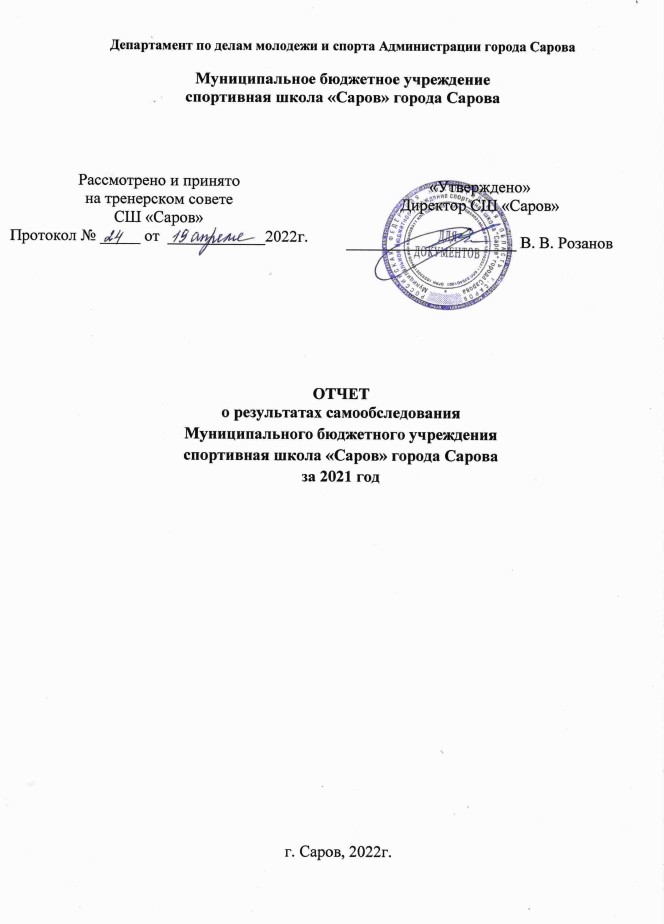 Департамент по делам молодежи и спорта Администрации города Сарова
Муниципальное бюджетное учреждение
спортивная школа «Саров» города Сарова
Рассмотрено и принято
на тренерском совете
СШ «Саров»
Протокол № 24 от 19 апреля 2022г.
«Утверждено»
Директор СШ «Саров»
В. В. Розанов
ДЛЯ
ДОКУМЕНТОВ
ОТЧЕТ
о результатах самообследования
Муниципального бюджетного учреждения
спортивная школа «Саров» города Сарова
за 2021 год
г. Саров, 2022г.